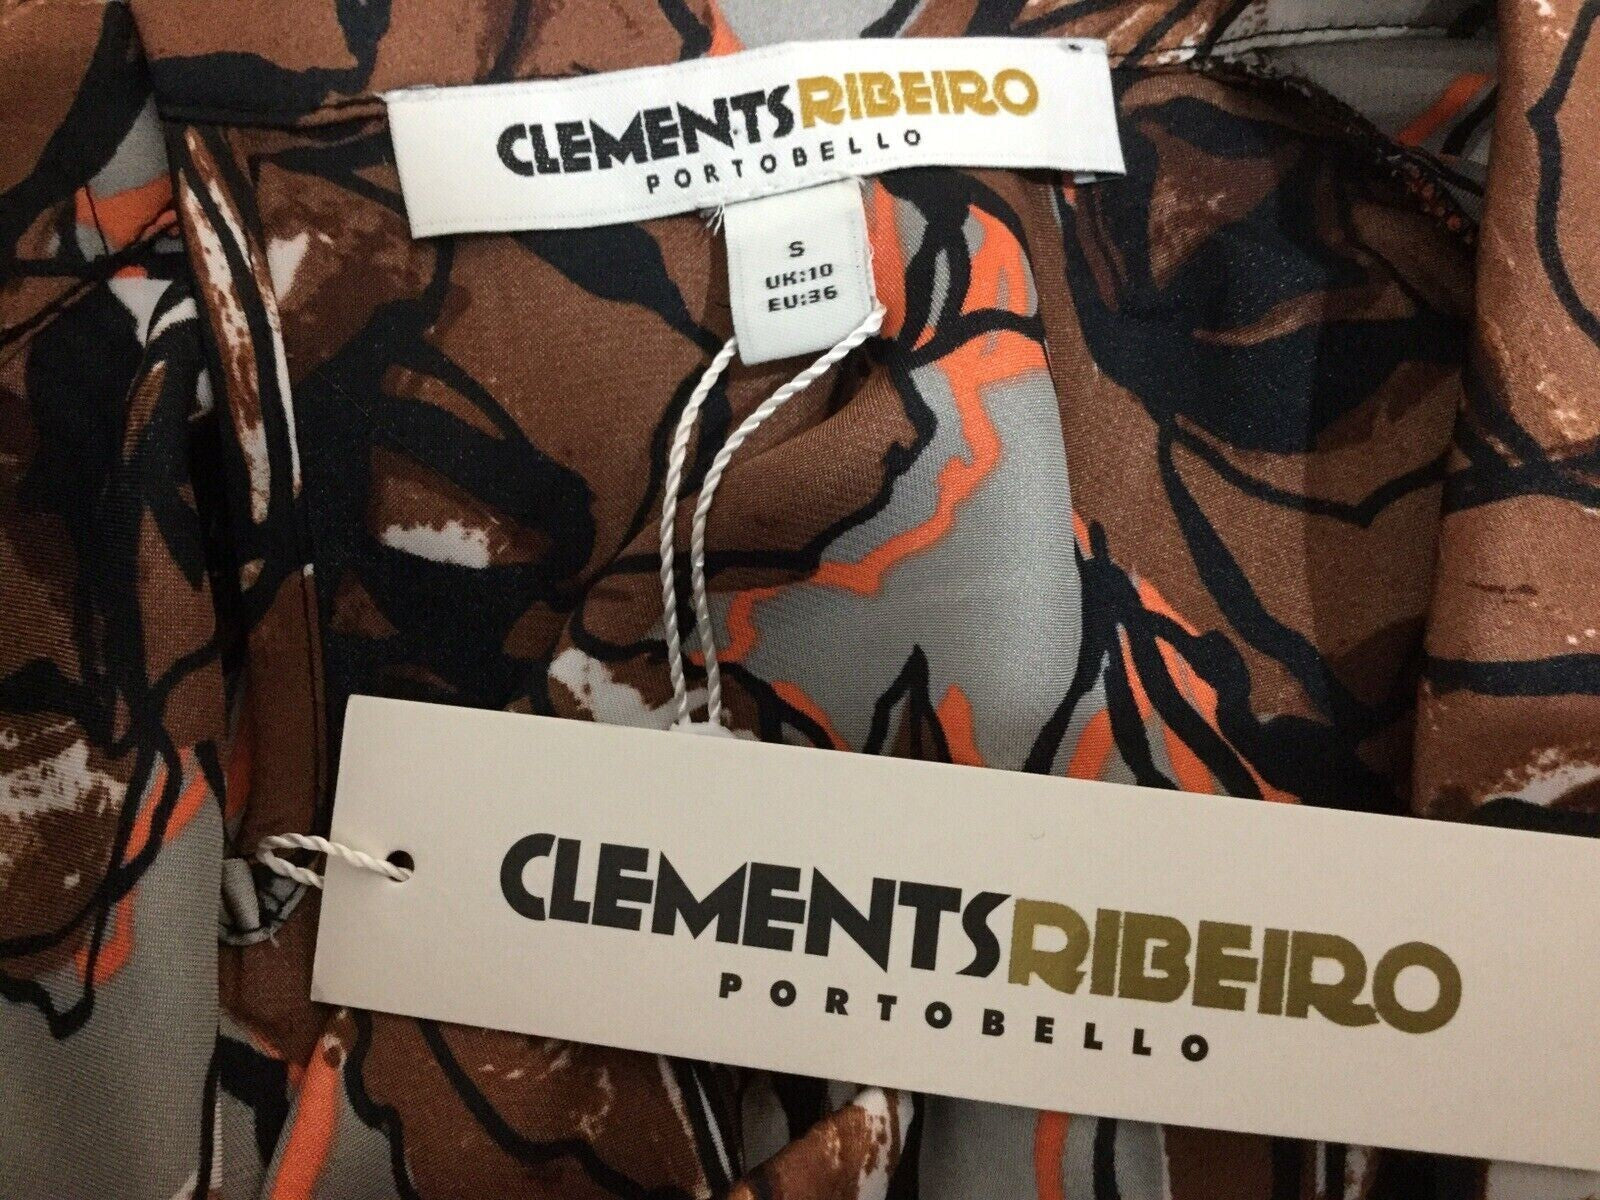 CLEMENTSRIBEIRO
PORTOBELLO
S
UK:10
EU:36
CLEMENTSRIBEIRO
PORTOBELLO